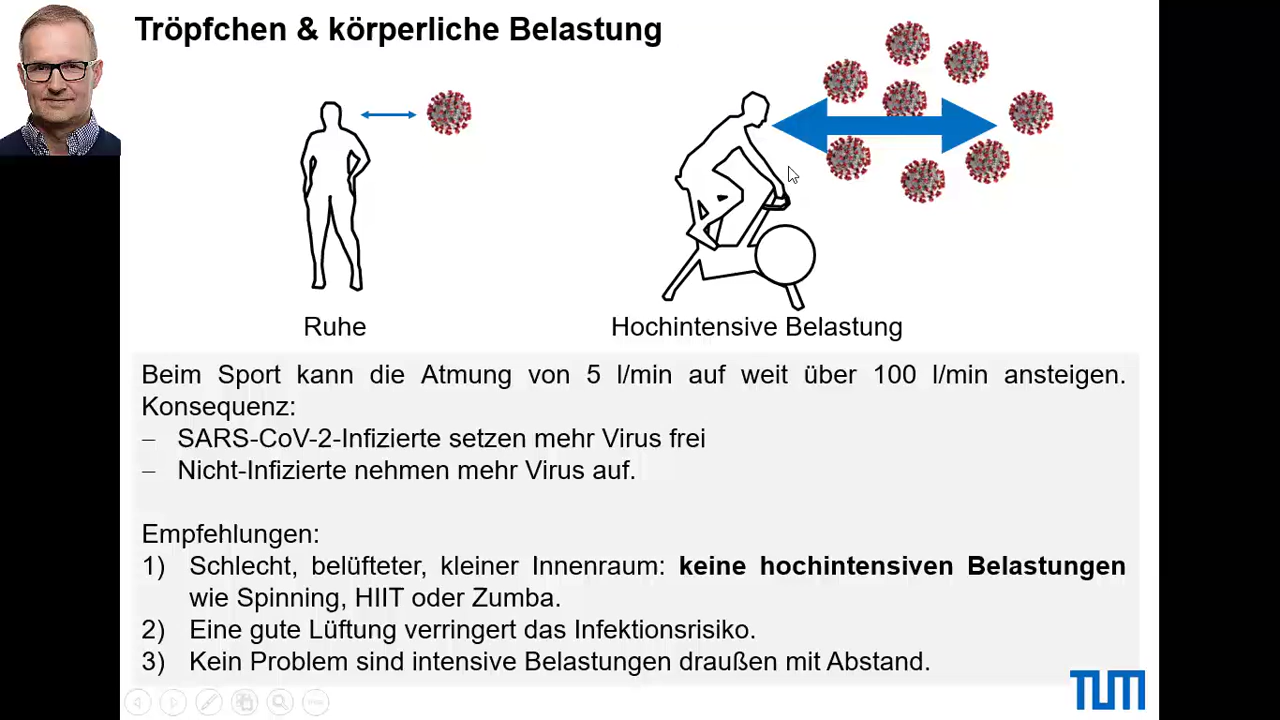 Tröpfchen & körperliche Belastung
Ruhe
Hochintensive Belastung
Beim Sport kann die Atmung von 5 l/min auf weit über 100 l/min ansteigen.
Konsequenz:
– SARS-CoV-2-Infizierte setzen mehr Virus frei
– Nicht-Infizierte nehmen mehr Virus auf.
Empfehlungen:
1) Schlecht, belüfteter, kleiner Innenraum: keine hochintensiven Belastungen
wie Spinning, HIIT oder Zumba.
2) Eine gute Lüftung verringert das Infektionsrisiko.
3) Kein Problem sind intensive Belastungen draußen mit Abstand.
TUM